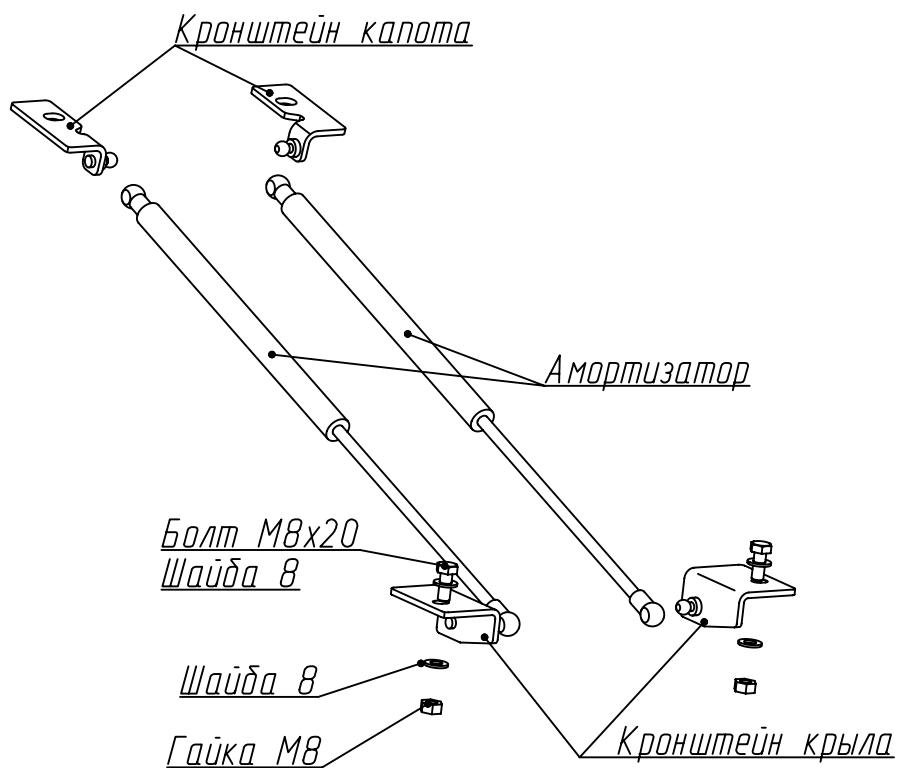 Кронштейн капота
Амортизатор
Болт М8х20
Шайба 8
Шайба 8
Гайка М8
Кронштейн крыла